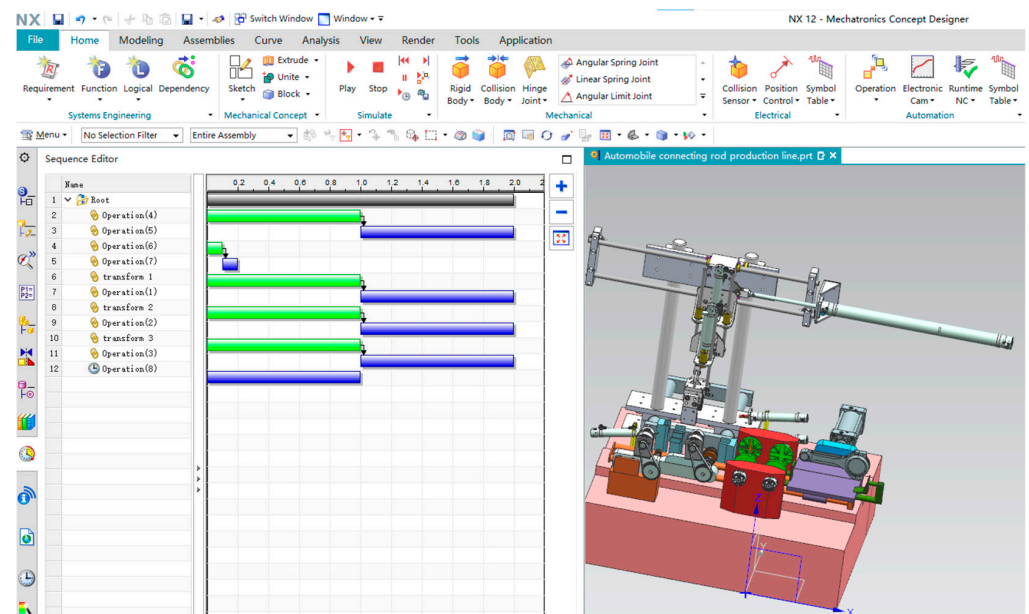 NX Switch Window Window NX 12 - Mechatronics Concept Designer
File Home Modeling Assemblies Curve Analysis View Render Tools Application
Requirement Function Logical Dependency
Systems Engineering
Sketch Extrude
Unite
Block
Mechanical Concept
Play Stop
Simulate
Rigid Body Collision Body Hinge Joint
Angular Spring Joint
Linear Spring Joint
Angular Limit Joint
Mechanical
Collision Sensor Position Control Symbol Table
Electrical
Operation Electronic Cam Runtime NC Symbol Table
Automation
Menu No Selection Filter Entire Assembly
Sequence Editor
Automobile connecting rod production line.prt
Name 0.2 0.4 0.6 0.8 1.0 1.2 1.4 1.6 1.8 2.0 2
1 Root
2 Operation(4)
3 Operation(5)
4 Operation(6)
5 Operation(7)
6 transform 1
7 Operation(1)
8 transform 2
9 Operation(2)
10 transform 3
11 Operation(3)
12 Operation(8)
P1=
P2=
Z
Y
X